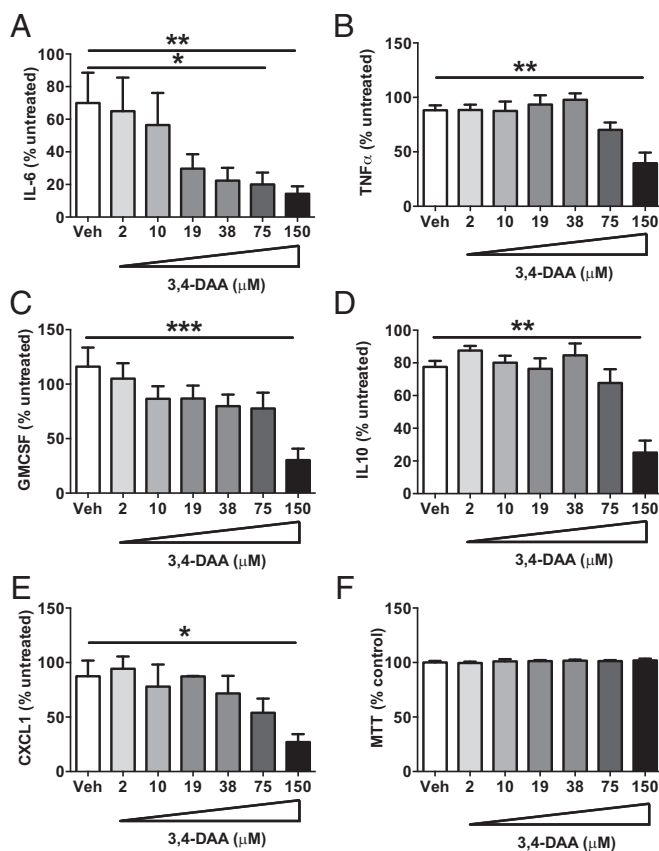 A
**
*
IL-6 (% untreated)
100
80
60
40
20
0
Veh 2 10 19 38 75 150
3,4-DAA (μM)
B
**
TNFα (% untreated)
150
100
50
0
Veh 2 10 19 38 75 150
3,4-DAA (μM)
C
***
GMCSF (% untreated)
150
100
50
0
Veh 2 10 19 38 75 150
3,4-DAA (μM)
D
**
IL10 (% untreated)
100
80
60
40
20
0
Veh 2 10 19 38 75 150
3,4-DAA (μM)
E
*
CXCL1 (% untreated)
150
100
50
0
Veh 2 10 19 38 75 150
3,4-DAA (μM)
F
MTT (% control)
150
100
50
0
Veh 2 10 19 38 75 150
3,4-DAA (μM)